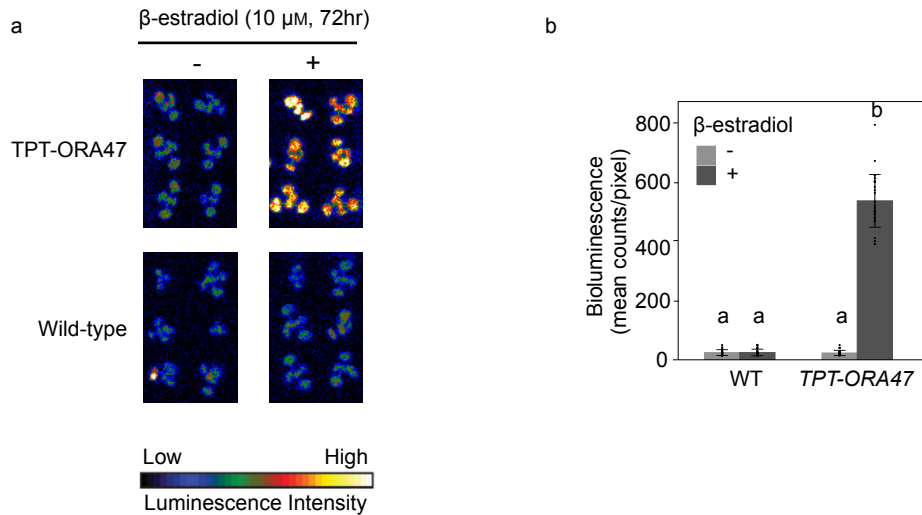 a
β-estradiol (10 µM, 72hr)
- +
TPT-ORA47
Wild-type
Low High
Luminescence Intensity
b
Bioluminescence
(mean counts/pixel)
800
600
400
200
0
β-estradiol
-
+
a a a b
WT TPT-ORA47